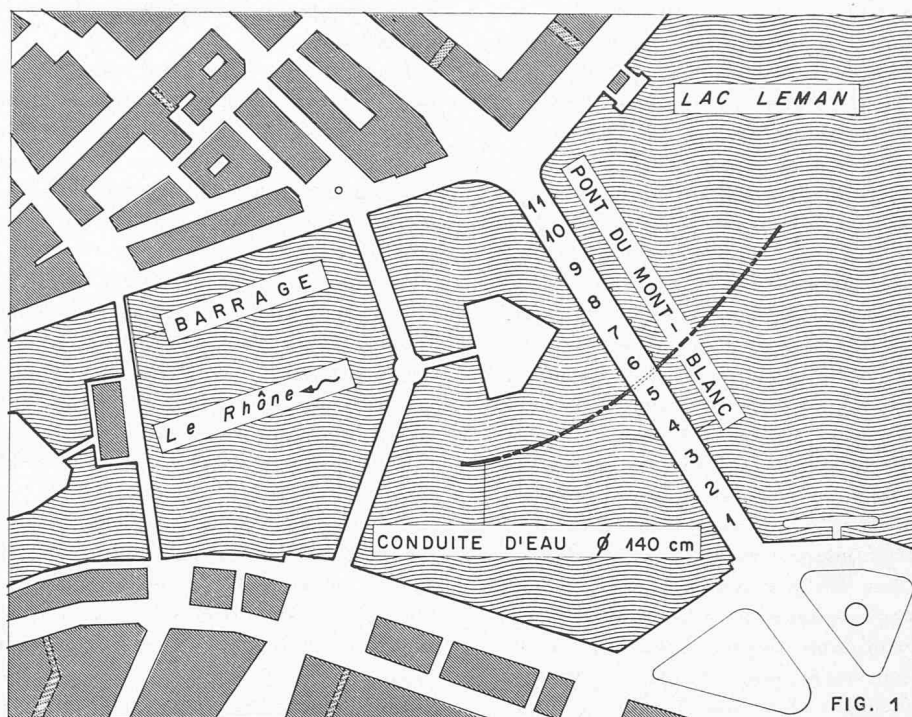 LAC LEMAN
PONT DU MONT-BLANC
11
10
9
8
7
6
5
4
3
2
1
BARRAGE
Le Rhône
CONDUITE D'EAU Ø 140 cm
FIG. 1